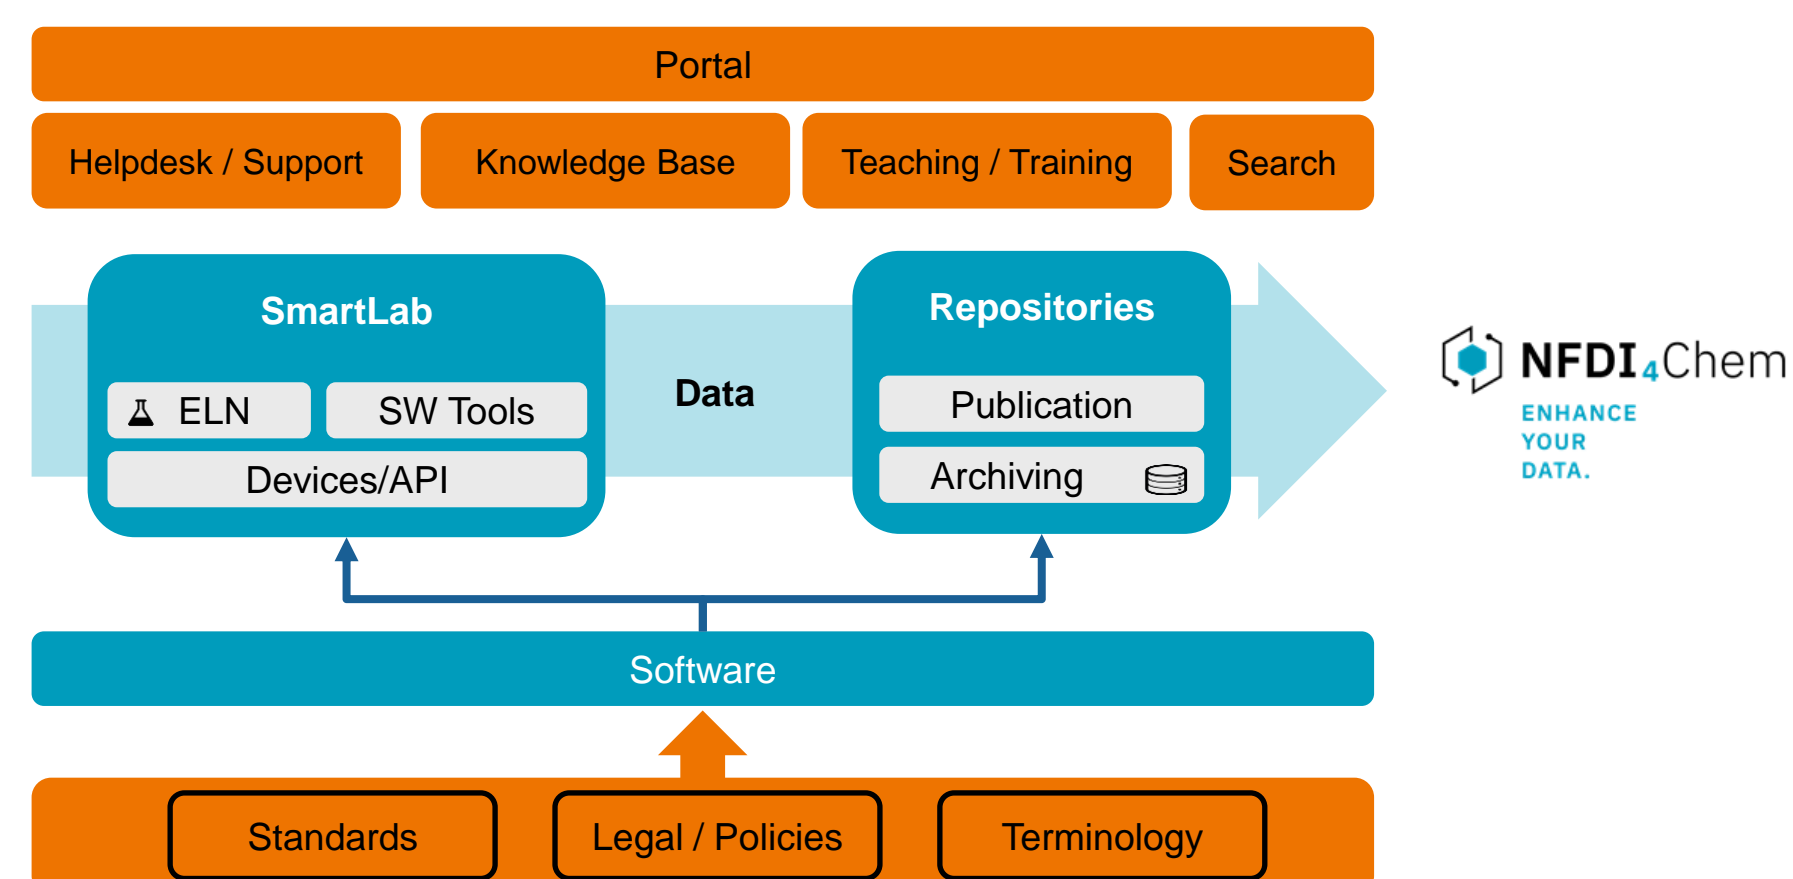 Portal
Helpdesk / Support
Knowledge Base
Teaching / Training
Search
SmartLab
ELN
SW Tools
Devices/API
Data
Repositories
Publication
Archiving
NFDI4Chem
ENHANCE
YOUR
DATA.
Software
Standards
Legal / Policies
Terminology